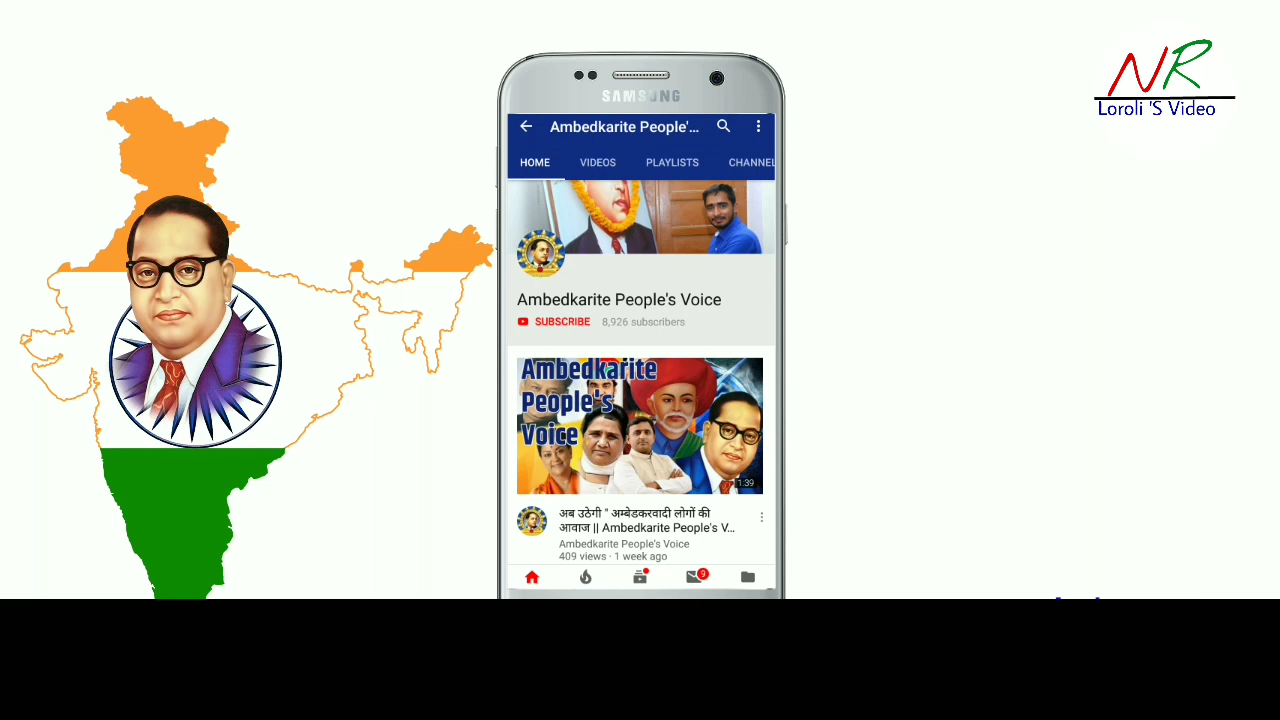 NR
Loroli 'S Video
SAMSUNG
Ambedkarite People'...
HOME VIDEOS PLAYLISTS CHANNEL
Ambedkarite People's Voice
SUBSCRIBE 8,926 subscribers
Ambedkarite
People's
Voice
1:39
अब उठेगी " अम्बेडकरवादी लोगों की
आवाज || Ambedkarite People's V...
Ambedkarite People's Voice
409 views · 1 week ago
9